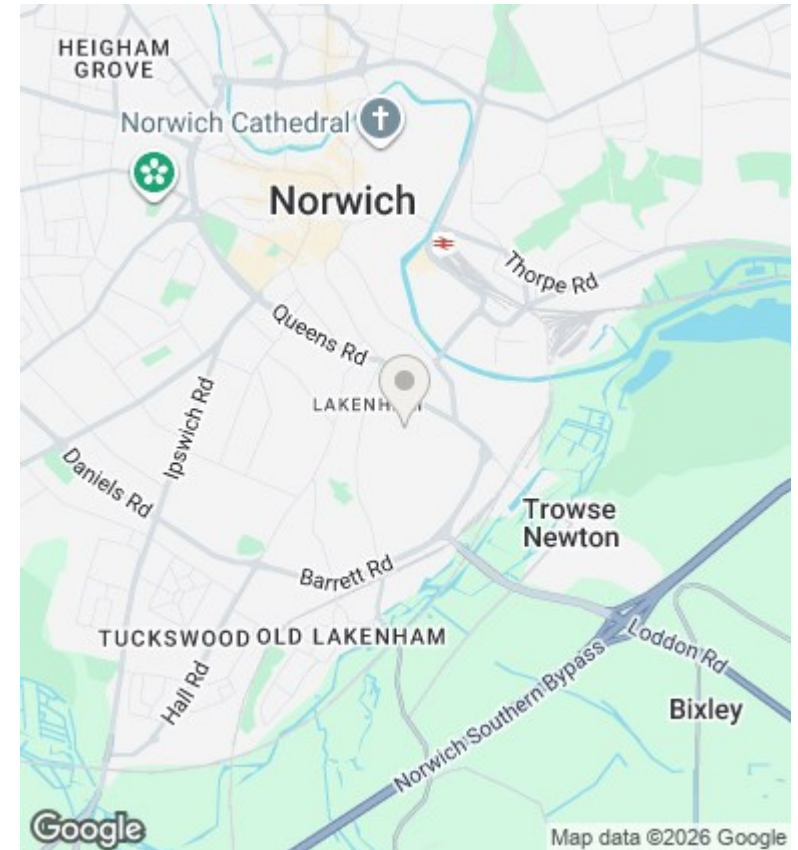 HEIGHAM
GROVE
Norwich Cathedral
Norwich
Thorpe Rd
Queens Rd
LAKENH
Ipswich Rd
Daniels Rd
Trowse
Newton
Barrett Rd
TUCKSWOOD
OLD LAKENHAM
Loddon Rd
Hall Rd
Norwich Southern Bypass
Bixley
Google
Map data ©2026 Google